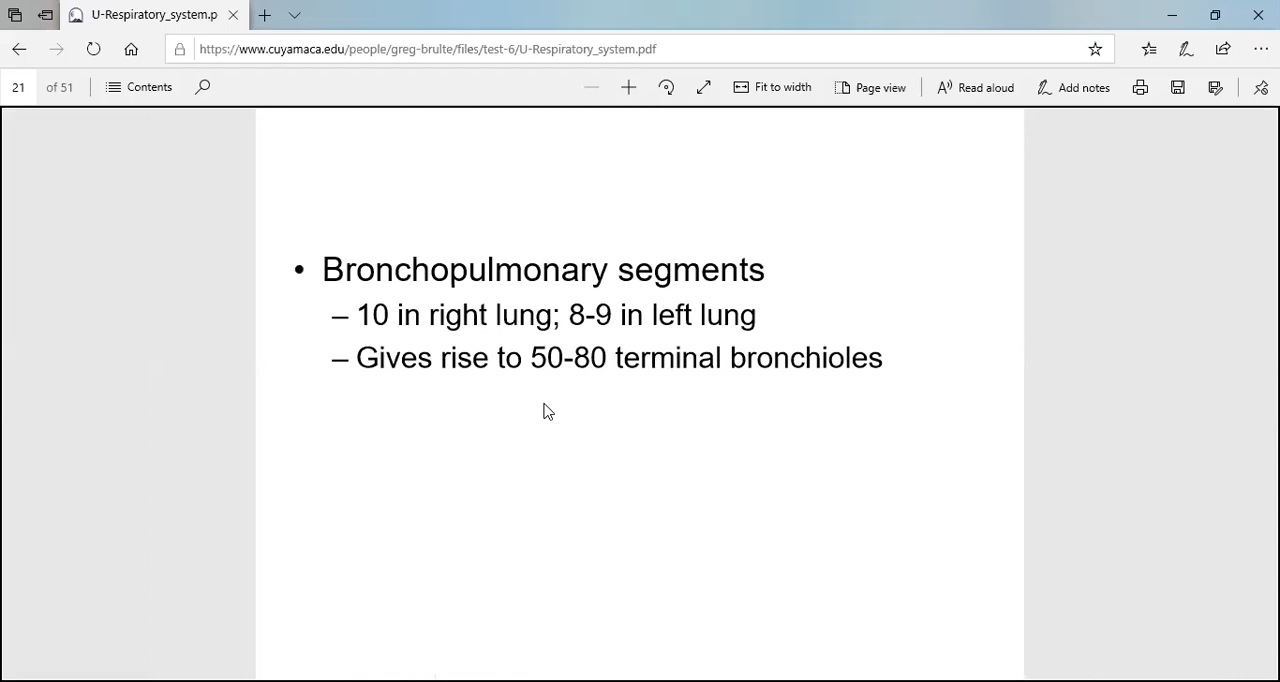 U-Respiratory_system.p
https://www.cuyamaca.edu/people/greg-brulte/files/test-6/U-Respiratory_system.pdf
21 of 51 Contents Fit to width Page view Read aloud Add notes
• Bronchopulmonary segments
– 10 in right lung; 8-9 in left lung
– Gives rise to 50-80 terminal bronchioles